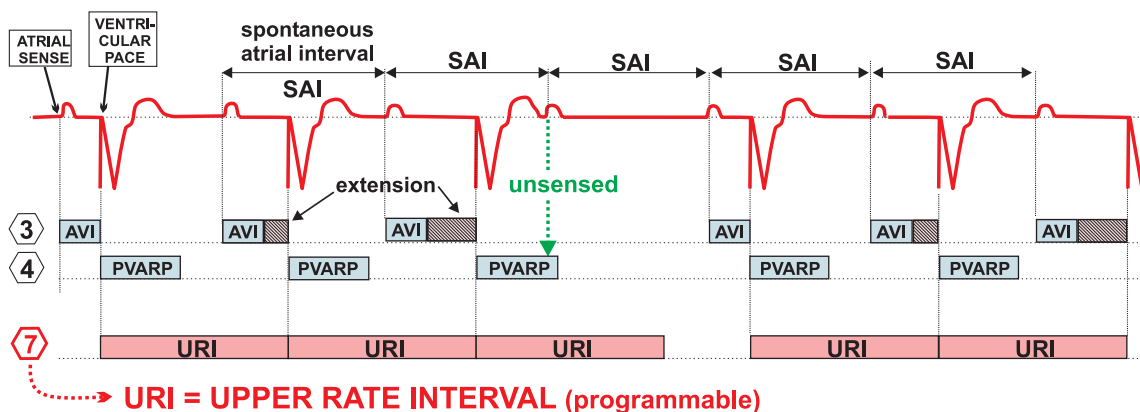 ATRIAL
SENSE
VENTRI-
CULAR
PACE
spontaneous
atrial interval
SAI
SAI
SAI
SAI
SAI
extension
unsensed
3
AVI
AVI
AVI
AVI
AVI
AVI
4
PVARP
PVARP
PVARP
PVARP
PVARP
7
URI
URI
URI
URI
URI
URI = UPPER RATE INTERVAL (programmable)